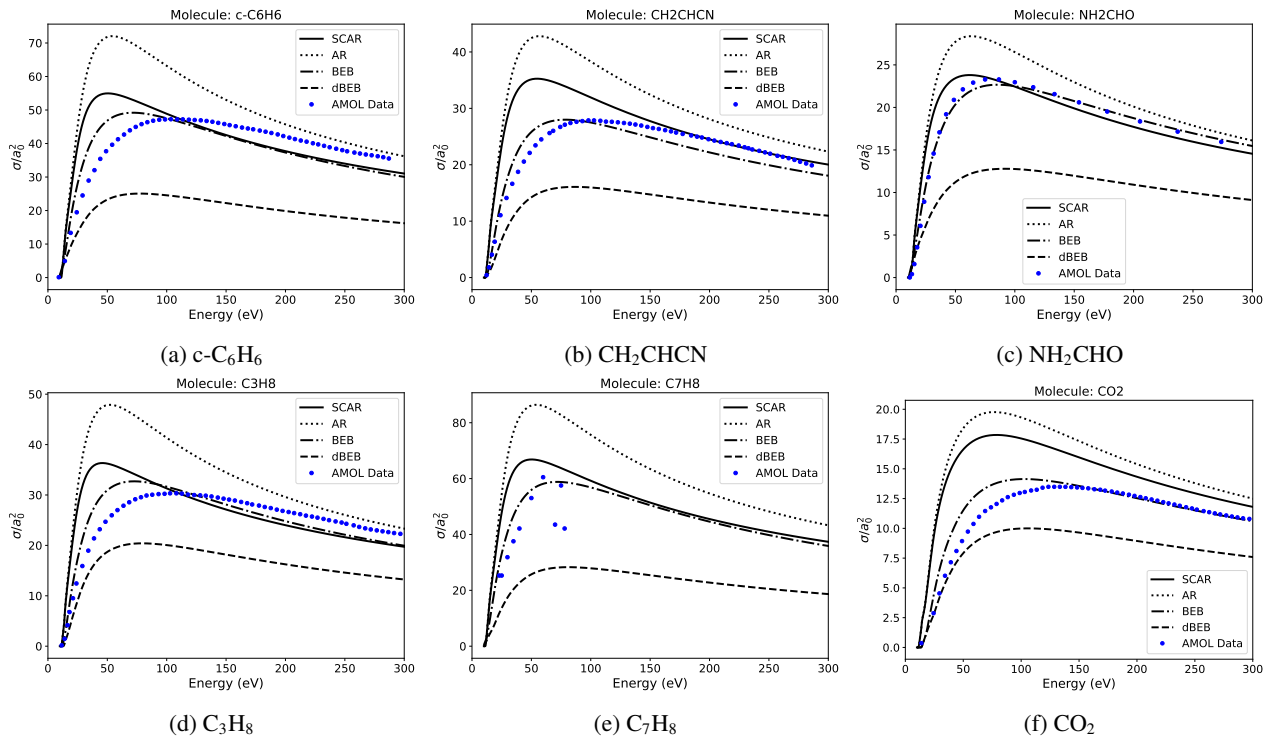 Molecule: c-C6H6
σ/a₀²
70
60
50
40
30
20
10
0
SCAR
AR
BEB
dBEB
AMOL Data
0 50 100 150 200 250 300
Energy (eV)
(a) c-C₆H₆
Molecule: CH2CHCN
σ/a₀²
40
30
20
10
0
SCAR
AR
BEB
dBEB
AMOL Data
0 50 100 150 200 250 300
Energy (eV)
(b) CH₂CHCN
Molecule: NH2CHO
σ/a₀²
25
20
15
10
5
0
SCAR
AR
BEB
dBEB
AMOL Data
0 50 100 150 200 250 300
Energy (eV)
(c) NH₂CHO
Molecule: C3H8
σ/a₀²
50
40
30
20
10
0
SCAR
AR
BEB
dBEB
AMOL Data
0 50 100 150 200 250 300
Energy (eV)
(d) C₃H₈
Molecule: C7H8
σ/a₀²
80
60
40
20
0
SCAR
AR
BEB
dBEB
AMOL Data
0 50 100 150 200 250 300
Energy (eV)
(e) C₇H₈
Molecule: CO2
σ/a₀²
20.0
17.5
15.0
12.5
10.0
7.5
5.0
2.5
0.0
SCAR
AR
BEB
dBEB
AMOL Data
0 50 100 150 200 250 300
Energy (eV)
(f) CO₂